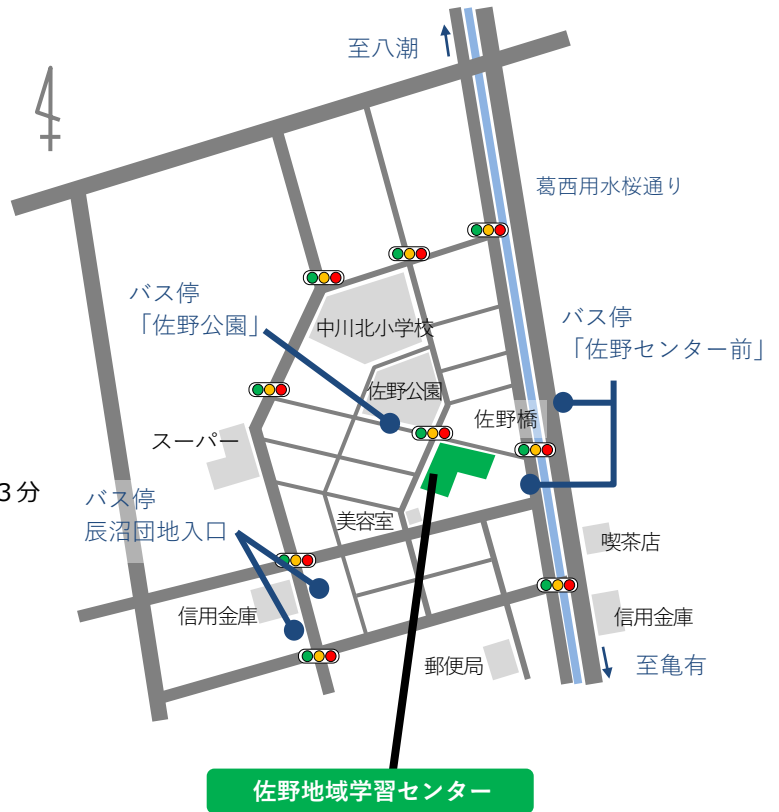 至八潮
葛西用水桜通り
バス停
「佐野公園」
中川北小学校
バス停
「佐野センター前」
佐野公園
佐野橋
スーパー
3分
バス停
辰沼団地入口
美容室
喫茶店
信用金庫
信用金庫
郵便局
至亀有
佐野地域学習センター